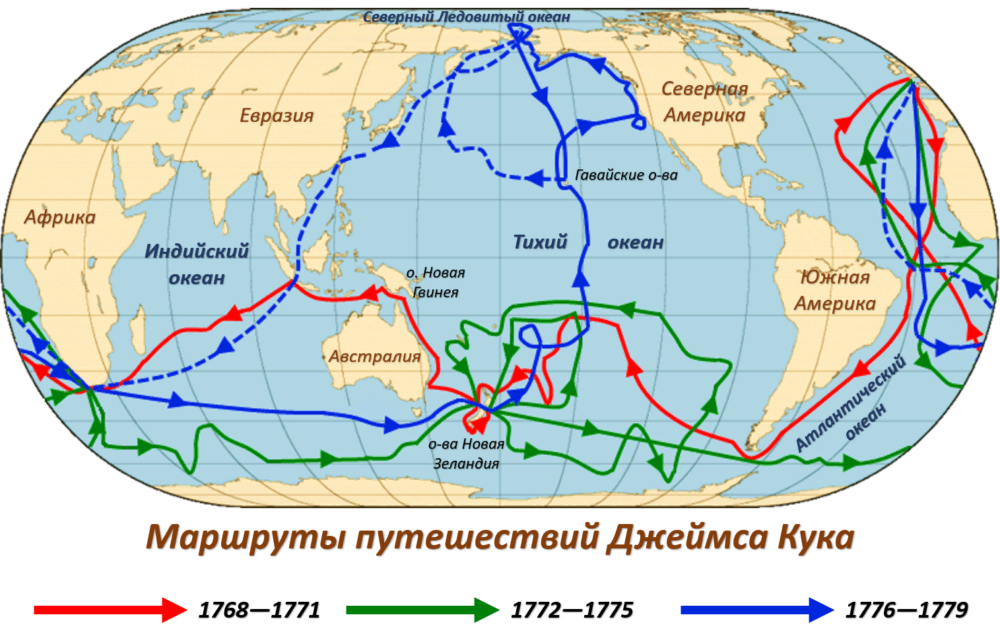 Северный Ледовитый океан
Северная
Америка
Евразия
Гавайские о-ва
Африка
Индийский
океан
Тихий океан
о. Новая
Гвинея
Южная
Америка
Австралия
Атлантический
океан
о-ва Новая
Зеландия
Маршруты путешествий Джеймса Кука
1768—1771 1772—1775 1776—1779